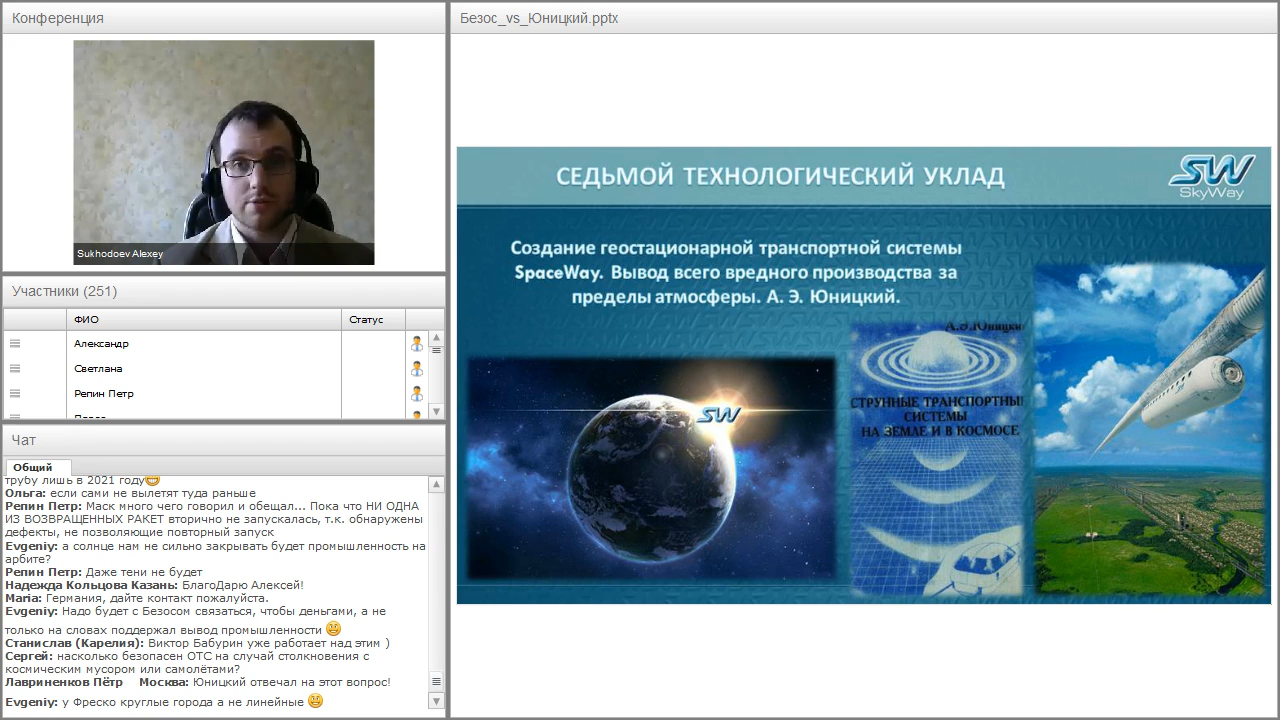 Конференция
Sukhodoev Alexey
Участники (251)
ФИО
Статус
Александр
Светлана
Репин Петр
Чат
Общий
трубу лишь в 2021 году
Ольга: если сами не вылетят туда раньше
Репин Петр: Маск много чего говорил и обещал... Пока что НИ ОДНА
ИЗ ВОЗВРАЩЕННЫХ РАКЕТ вторично не запускалась, т.к. обнаружены
дефекты, не позволяющие повторный запуск
Evgeniy: а солнце нам не сильно закрывать будет промышленность на
арбите?
Репин Петр: Даже тени не будет
Надежда Кольцова Казань: БлагоДарю Алексей!
Maria: Германия, дайте контакт пожалуйста.
Evgeniy: Надо будет с Безосом связаться, чтобы деньгами, а не
только на словах поддержал вывод промышленности
Станислав (Карелия): Виктор Бабурин уже работает над этим )
Сергей: насколько безопасен ОТС на случай столкновения с
космическим мусором или самолётами?
Лавриненков Пётр Москва: Юницкий отвечал на этот вопрос!
Evgeniy: у Фреско круглые города а не линейные
Безос_vs_Юницкий.pptx
СЕДЬМОЙ ТЕХНОЛОГИЧЕСКИЙ УКЛАД
SW
SkyWay
Создание геостационарной транспортной системы
SpaceWay. Вывод всего вредного производства за
пределы атмосферы. А. Э. Юницкий.
SW
А.Э.Юницки
СТРУННЫЕ ТРАНСПОРТНЫ
СИСТЕМЫ
НА ЗЕМЛЕ И В КОСМОСЕ